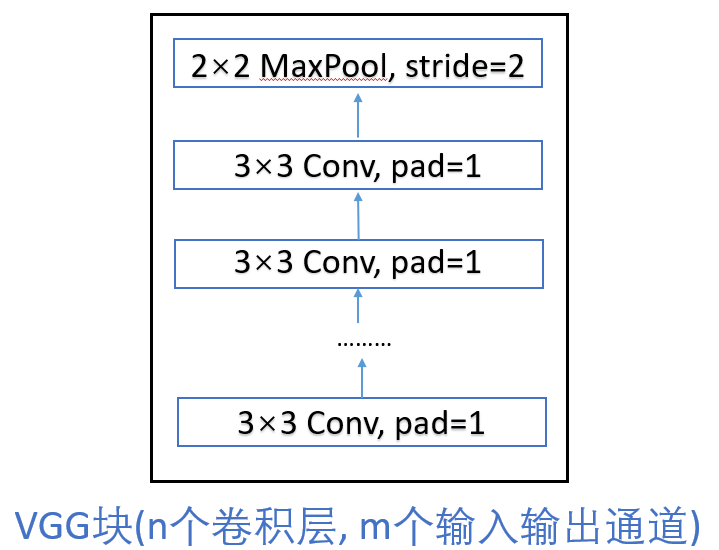 2×2 MaxPool, stride=2
3×3 Conv, pad=1
3×3 Conv, pad=1
………
3×3 Conv, pad=1
VGG块(n个卷积层, m个输入输出通道)